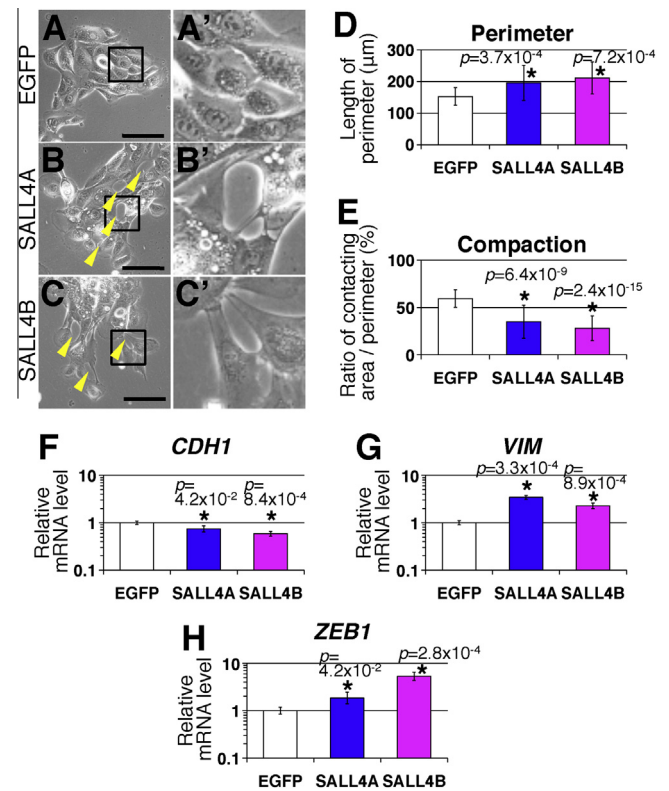 A
A'
EGFP
B
B'
SALL4A
C
C'
SALL4B
D
Perimeter
Length of
perimeter (μm)
300
200
100
0
p=3.7x10-4
p=7.2x10-4
*
*
EGFP SALL4A SALL4B
E
Compaction
Ratio of contacting
area / perimeter (%)
100
50
0
p=6.4x10-9
p=2.4x10-15
*
*
EGFP SALL4A SALL4B
F
CDH1
Relative
mRNA level
10
1
0.1
p=
4.2x10-2
p=
8.4x10-4
*
*
EGFP SALL4A SALL4B
G
VIM
Relative
mRNA level
10
1
0.1
p=3.3x10-4
p=
8.9x10-4
*
*
EGFP SALL4A SALL4B
H
ZEB1
Relative
mRNA level
10
1
0.1
p=
4.2x10-2
p=2.8x10-4
*
*
EGFP SALL4A SALL4B